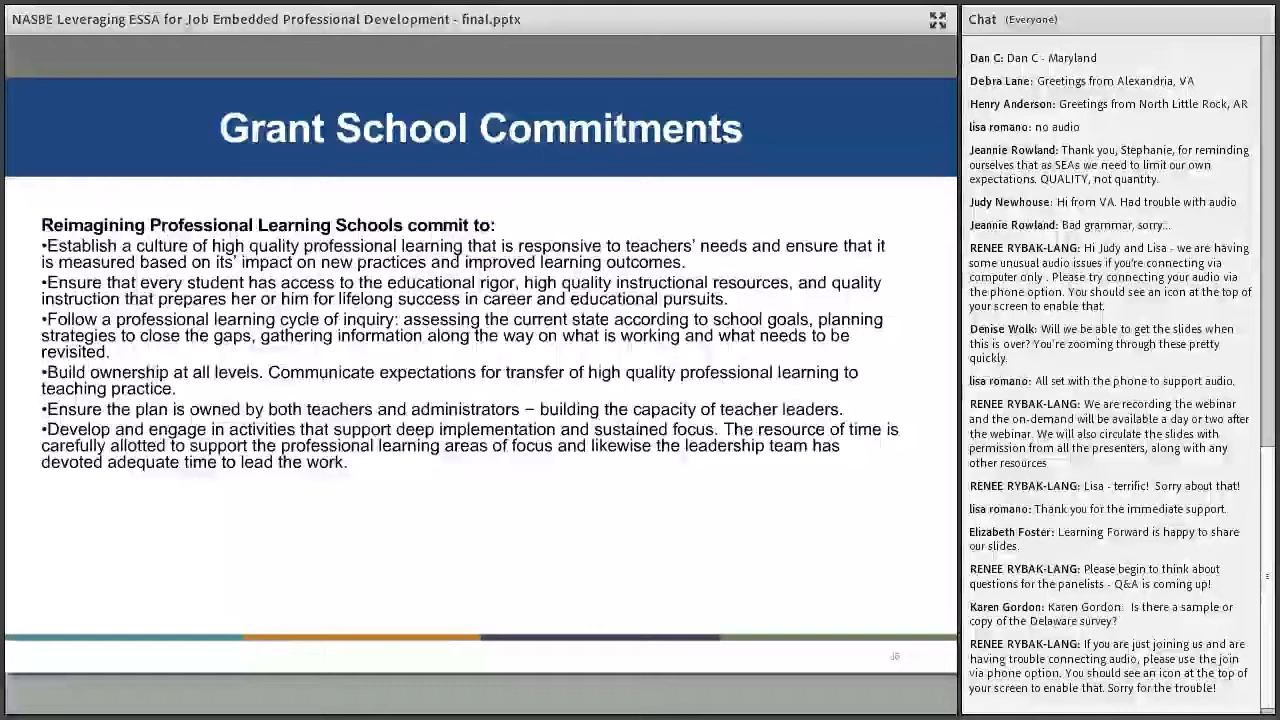 NASBE Leveraging ESSA for Job Embedded Professional Development - final.pptx
Grant School Commitments
Reimagining Professional Learning Schools commit to:
•Establish a culture of high quality professional learning that is responsive to teachers’ needs and ensure that it
is measured based on its’ impact on new practices and improved learning outcomes.
•Ensure that every student has access to the educational rigor, high quality instructional resources, and quality
instruction that prepares her or him for lifelong success in career and educational pursuits.
•Follow a professional learning cycle of inquiry: assessing the current state according to school goals, planning
strategies to close the gaps, gathering information along the way on what is working and what needs to be
revisited.
•Build ownership at all levels. Communicate expectations for transfer of high quality professional learning to
teaching practice.
•Ensure the plan is owned by both teachers and administrators – building the capacity of teacher leaders.
•Develop and engage in activities that support deep implementation and sustained focus. The resource of time is
carefully allotted to support the professional learning areas of focus and likewise the leadership team has
devoted adequate time to lead the work.
Chat (Everyone)
Dan C: Dan C - Maryland
Debra Lane: Greetings from Alexandria, VA
Henry Anderson: Greetings from North Little Rock, AR
lisa romano: no audio
Jeannie Rowland: Thank you, Stephanie, for reminding
ourselves that as SEAs we need to limit our own
expectations. QUALITY, not quantity.
Judy Newhouse: Hi from VA. Had trouble with audio
Jeannie Rowland: Bad grammar, sorry...
RENEE RYBAK-LANG: Hi Judy and Lisa - we are having
some unusual audio issues if you're connecting via
computer only . Please try connecting your audio via
the phone option. You should see an icon at the top of
your screen to enable that.
Denise Wolk: Will we be able to get the slides when
this is over? You're zooming through these pretty
quickly.
lisa romano: All set with the phone to support audio.
RENEE RYBAK-LANG: We are recording the webinar
and the on-demand will be available a day or two after
the webinar. We will also circulate the slides with
permission from all the presenters, along with any
other resources
RENEE RYBAK-LANG: Lisa - terrific! Sorry about that!
lisa romano: Thank you for the immediate support.
Elizabeth Foster: Learning Forward is happy to share
our slides.
RENEE RYBAK-LANG: Please begin to think about
questions for the panelists - Q&A is coming up!
Karen Gordon: Karen Gordon: Is there a sample or
copy of the Delaware survey?
RENEE RYBAK-LANG: If you are just joining us and are
having trouble connecting audio, please use the join
via phone option. You should see an icon at the top of
your screen to enable that. Sorry for the trouble!